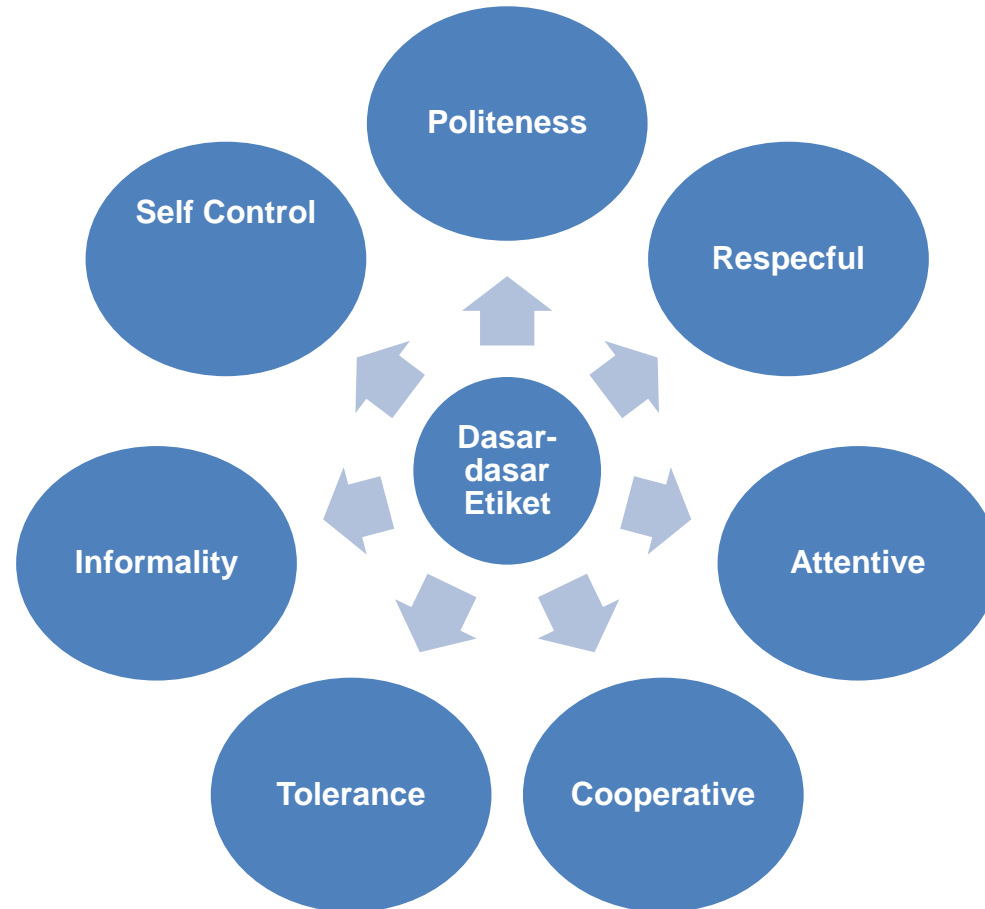 Politeness
Self Control
Respecful
Dasar-
dasar
Etiket
Informality
Attentive
Tolerance
Cooperative